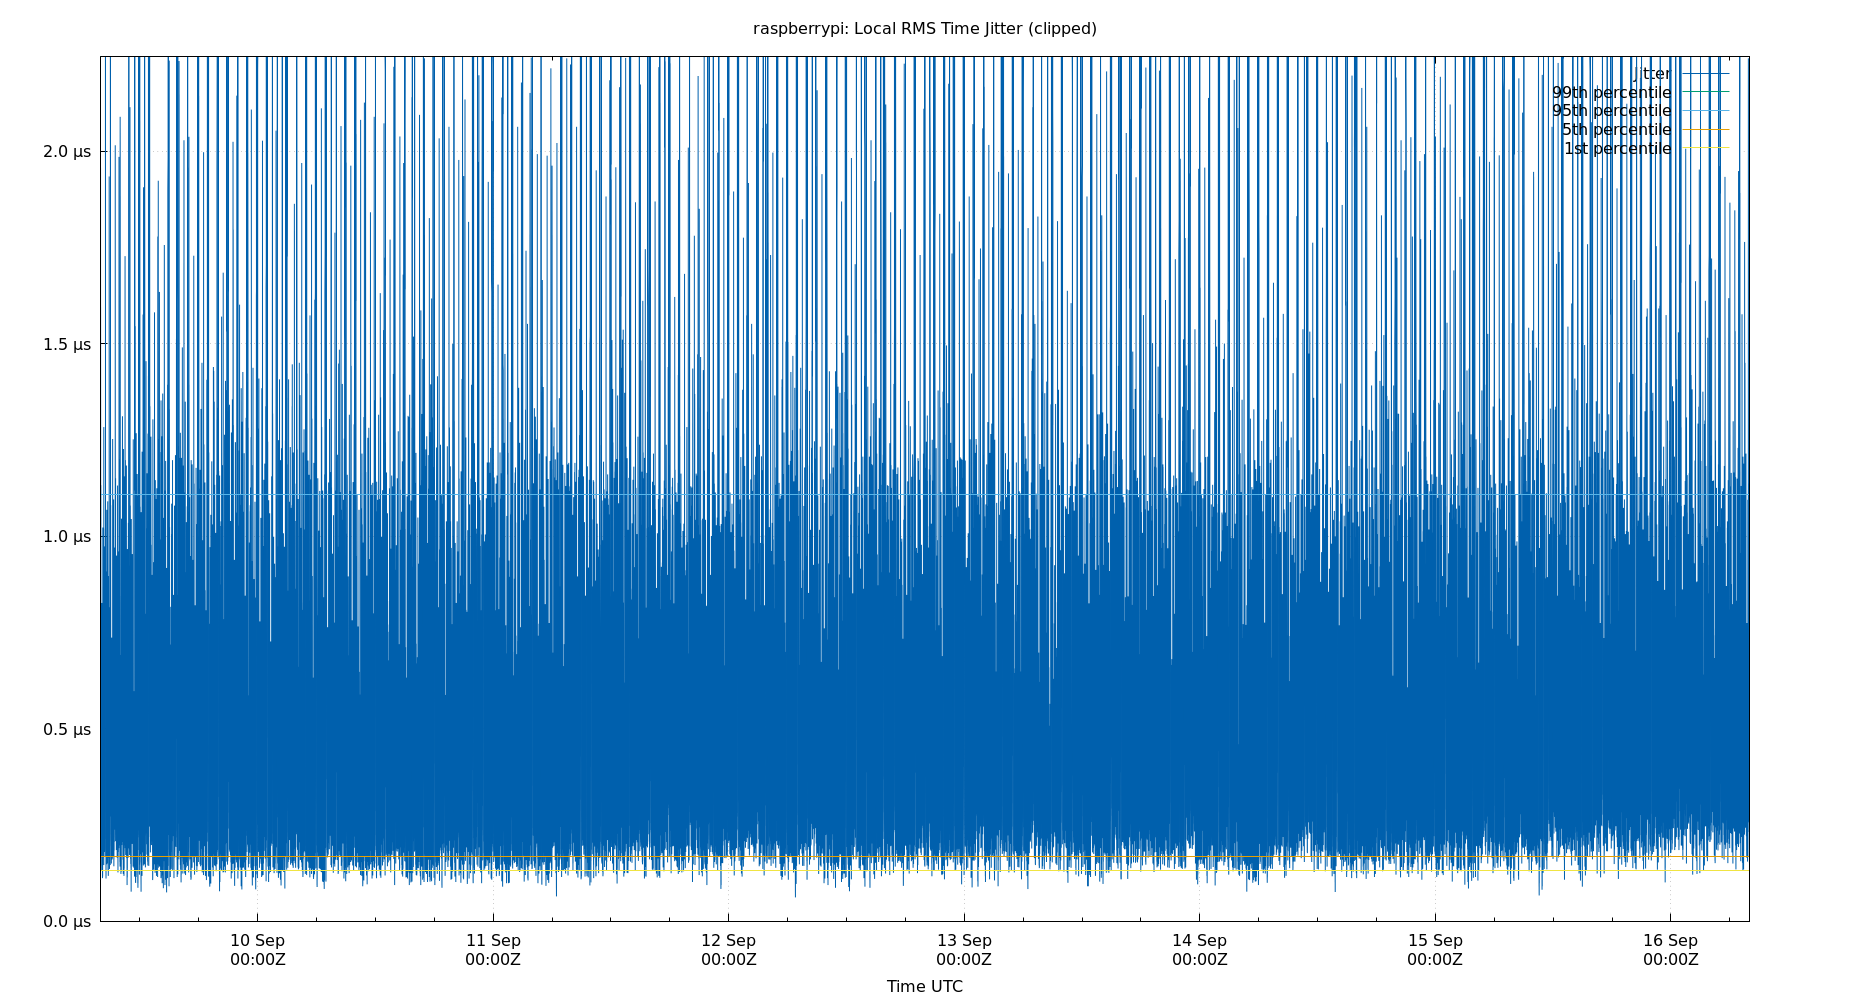 raspberrypi: Local RMS Time Jitter (clipped)
jitter
99th percentile
95th percentile
5th percentile
1st percentile
2.0 µs
1.5 µs
1.0 µs
0.5 µs
0.0 µs
10 Sep
00:00Z
11 Sep
00:00Z
12 Sep
00:00Z
13 Sep
00:00Z
14 Sep
00:00Z
15 Sep
00:00Z
16 Sep
00:00Z
Time UTC